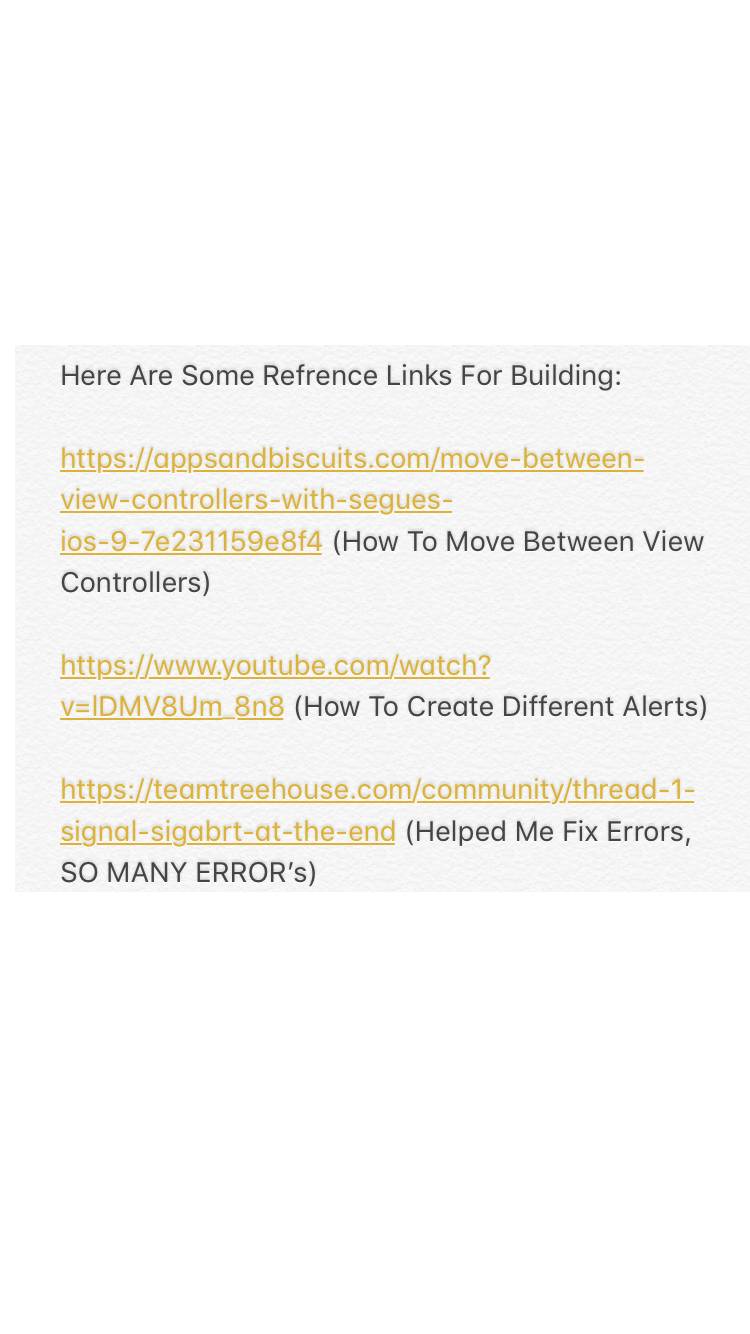 Here Are Some Refrence Links For Building:
https://appsandbiscuits.com/move-between-
view-controllers-with-segues-
ios-9-7e231159e8f4 (How To Move Between View
Controllers)
https://www.youtube.com/watch?
v=lDMV8Um_8n8 (How To Create Different Alerts)
https://teamtreehouse.com/community/thread-1-
signal-sigabrt-at-the-end (Helped Me Fix Errors,
SO MANY ERROR’s)